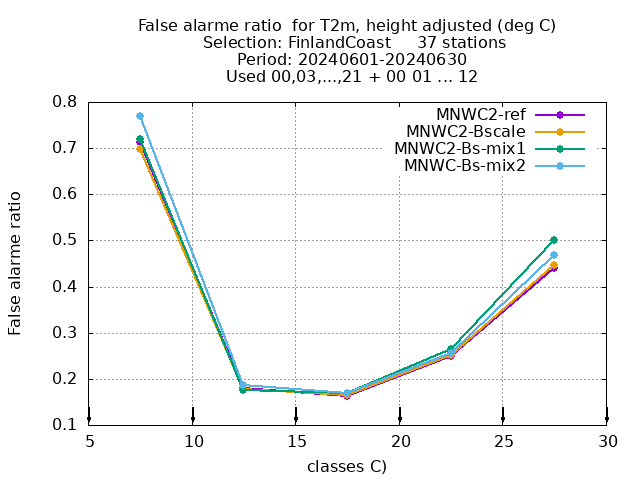 False alarme ratio  for T2m, height adjusted (deg C)
Selection: FinlandCoast     37 stations
Period: 20240601-20240630
Used 00,03,...,21 + 00 01 ... 12
MNWC2-ref
MNWC2-Bscale
MNWC2-Bs-mix1
MNWC-Bs-mix2
False alarme ratio
0.8
0.7
0.6
0.5
0.4
0.3
0.2
0.1
5 10 15 20 25 30
classes C)